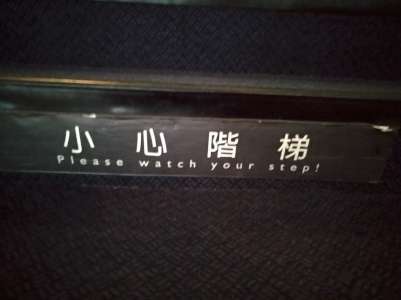 小心階梯
Please watch your step!